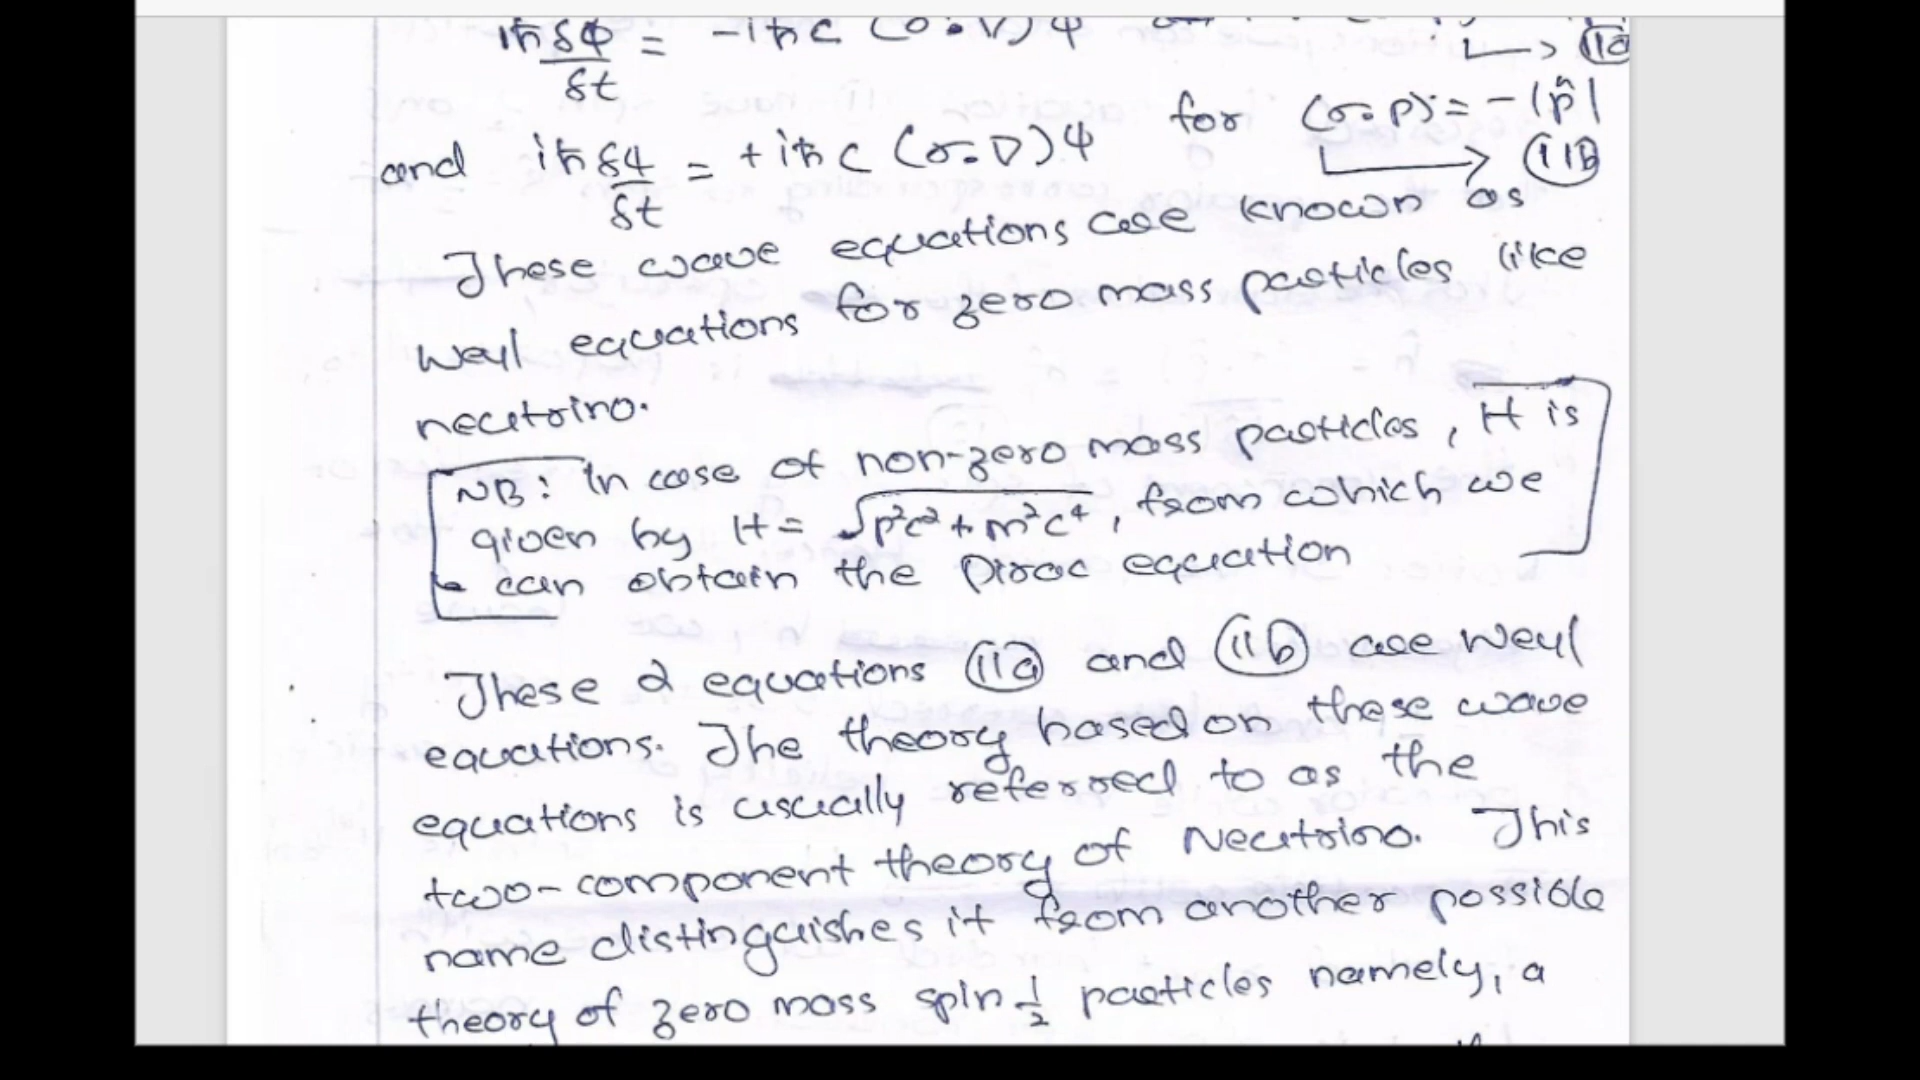 iħ δϕ/δt = -iħc (σ.∇)ψ → (11a)
and iħ δψ/δt = +iħc (σ.∇)ψ for (σ.p) = -|p̂| → (11b)
These wave equations are known as
Weyl equations for zero mass particles like
neutrino.
NB: In case of non-zero mass particles, H is
given by H = √p²c² + m²c⁴, from which we
can obtain the Dirac equation
These 2 equations (11a) and (11b) are Weyl
equations. The theory based on these wave
equations is usually referred to as the
two-component theory of Neutrino. This
name distinguishes it from another possible
theory of zero mass spin ½ particles namely, a